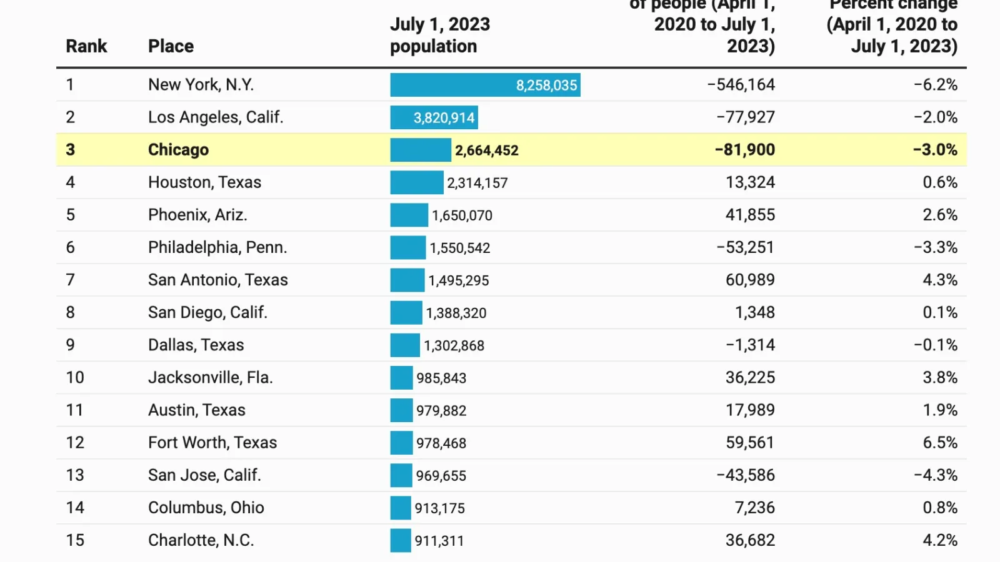 of people (April 1,
Percent change
July 1, 2023
2020 to July 1,
(April 1, 2020 to
Rank Place population 2023) July 1, 2023)
1 New York, N.Y. 8,258,035 −546,164 −6.2%
2 Los Angeles, Calif. 3,820,914 −77,927 −2.0%
3 Chicago 2,664,452 −81,900 −3.0%
4 Houston, Texas 2,314,157 13,324 0.6%
5 Phoenix, Ariz. 1,650,070 41,855 2.6%
6 Philadelphia, Penn. 1,550,542 −53,251 −3.3%
7 San Antonio, Texas 1,495,295 60,989 4.3%
8 San Diego, Calif. 1,388,320 1,348 0.1%
9 Dallas, Texas 1,302,868 −1,314 −0.1%
10 Jacksonville, Fla. 985,843 36,225 3.8%
11 Austin, Texas 979,882 17,989 1.9%
12 Fort Worth, Texas 978,468 59,561 6.5%
13 San Jose, Calif. 969,655 −43,586 −4.3%
14 Columbus, Ohio 913,175 7,236 0.8%
15 Charlotte, N.C. 911,311 36,682 4.2%